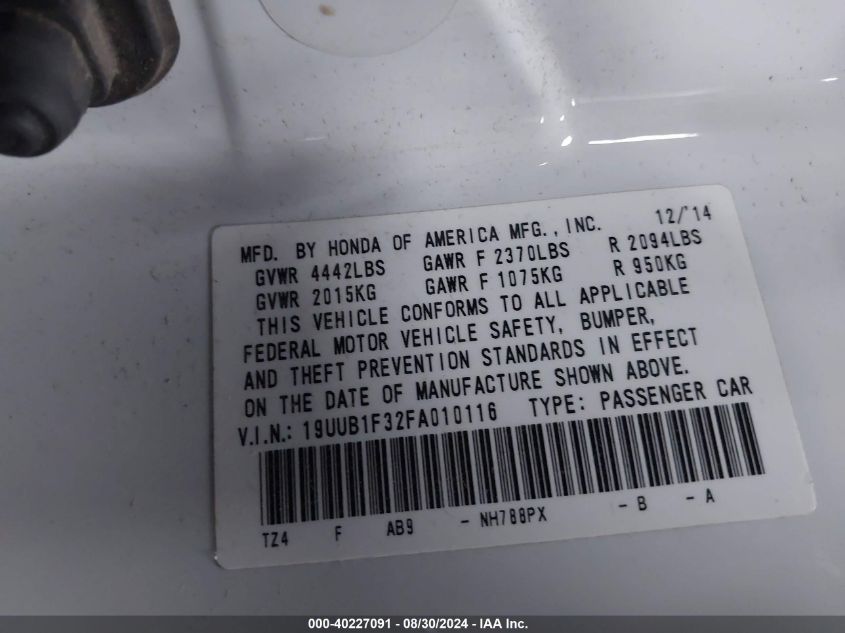 MFD. BY HONDA OF AMERICA MFG., INC. 12/'14
GVWR 4442LBS GAWR F 2370LBS R 2094LBS
GVWR 2015KG GAWR F 1075KG R 950KG
THIS VEHICLE CONFORMS TO ALL APPLICABLE
FEDERAL MOTOR VEHICLE SAFETY, BUMPER,
AND THEFT PREVENTION STANDARDS IN EFFECT
ON THE DATE OF MANUFACTURE SHOWN ABOVE.
V.I.N.: 19UUB1F32FA010116 TYPE: PASSENGER CAR
TZ4 F AB9 - NH788PX - B - A
000-40227091 - 08/30/2024 - IAA Inc.